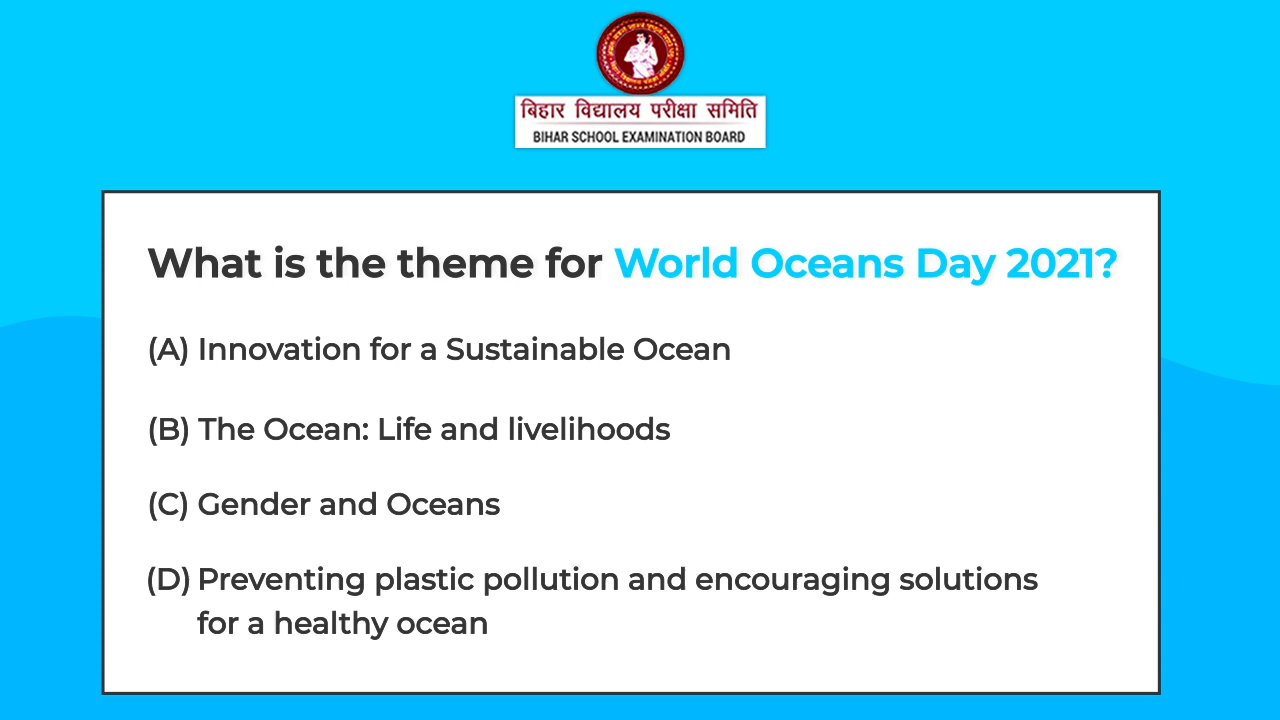 बिहार विद्यालय परीक्षा समिति
BIHAR SCHOOL EXAMINATION BOARD
What is the theme for World Oceans Day 2021?
(A) Innovation for a Sustainable Ocean
(B) The Ocean: Life and livelihoods
(C) Gender and Oceans
(D) Preventing plastic pollution and encouraging solutions
for a healthy ocean